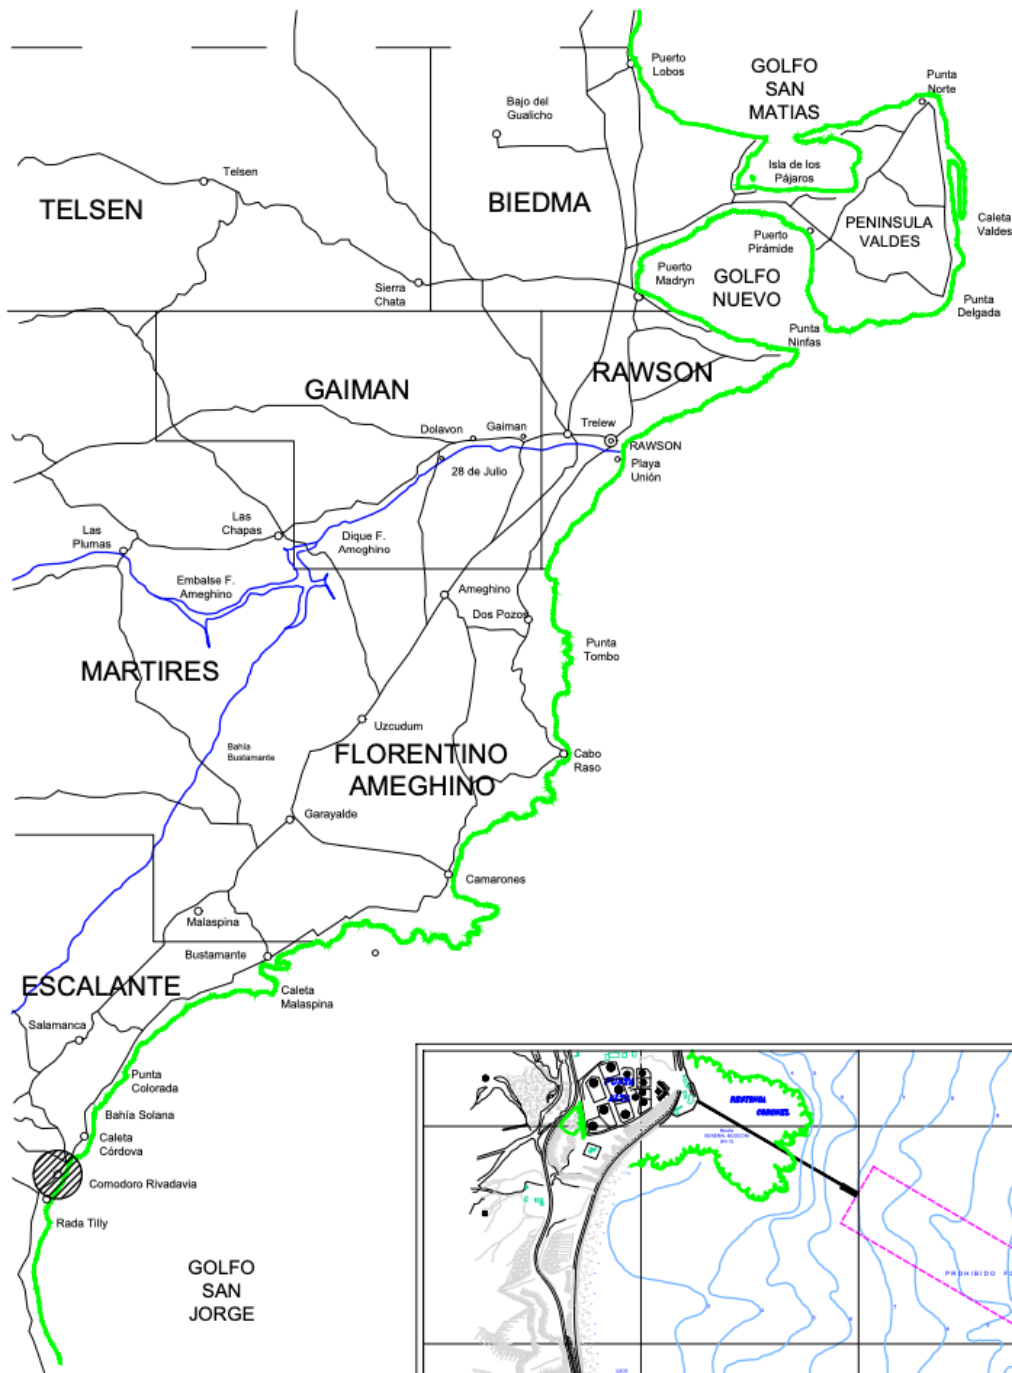 Puerto
Lobos
GOLFO
SAN
MATIAS
Punta
Norte
Bajo del
Gualicho
Isla de los
Pájaros
Telsen
TELSEN
BIEDMA
PENINSULA
VALDES
Caleta
Valdes
Puerto
Pirámide
Puerto
Madryn
GOLFO
NUEVO
Sierra
Chata
Punta
Delgada
Punta
Ninfas
GAIMAN
RAWSON
Dolavon
Gaiman
Trelew
RAWSON
28 de Julio
Playa
Unión
Las
Plumas
Las
Chapas
Dique F.
Ameghino
Embalse F.
Ameghino
Ameghino
Dos Pozos
Punta
Tombo
MARTIRES
Uzcudum
Bahía
Bustamante
FLORENTINO
AMEGHINO
Cabo
Raso
Garayalde
Camarones
Malaspina
Bustamante
ESCALANTE
Caleta
Malaspina
Salamanca
Punta
Colorada
Bahía Solana
Caleta
Córdova
Comodoro Rivadavia
Rada Tilly
GOLFO
SAN
JORGE
PUNTA
RESTINGA
CORONEL
PROHIBIDO